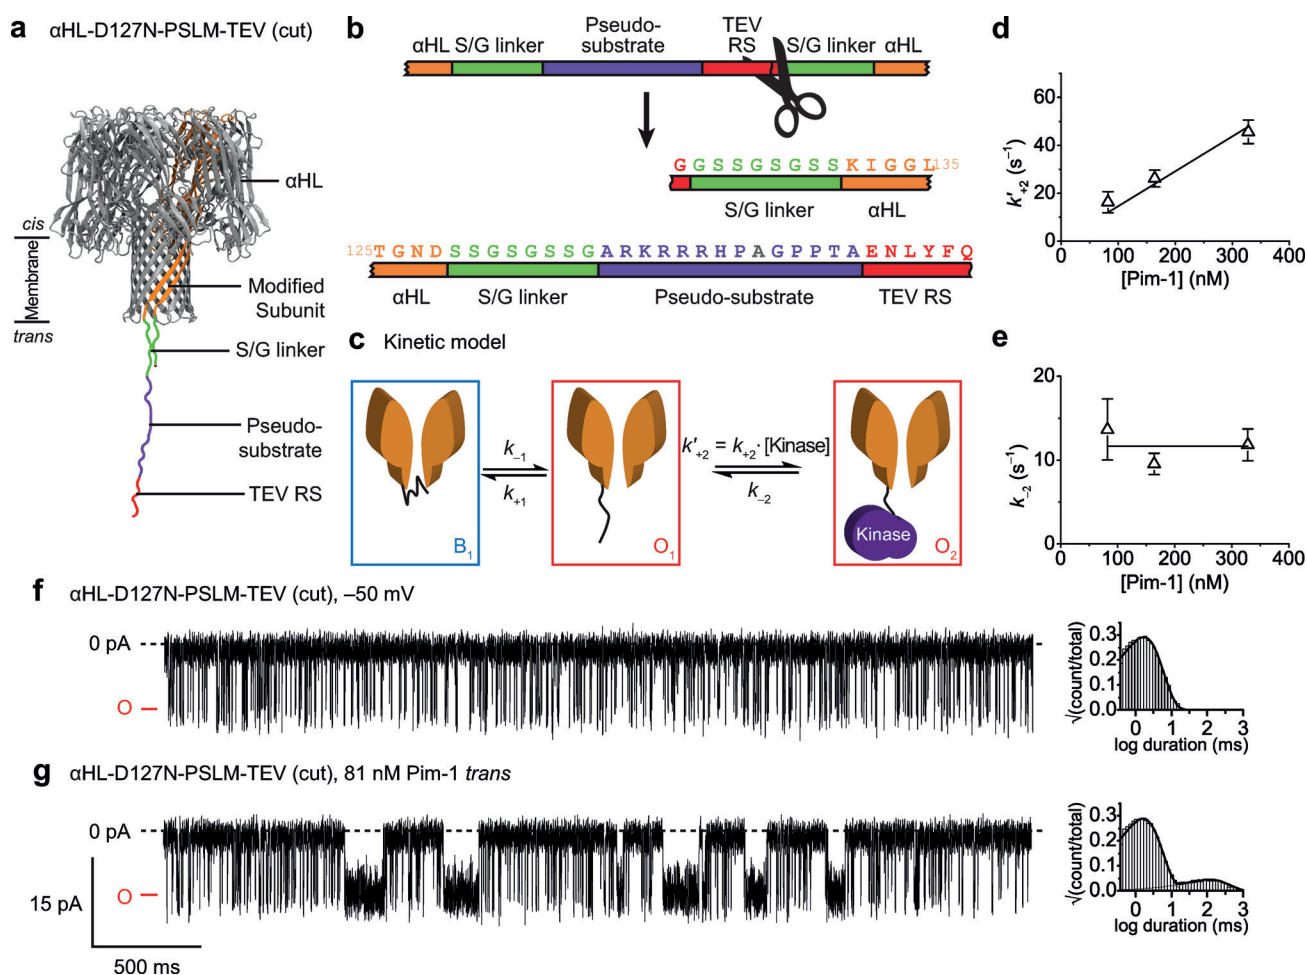 a αHL-D127N-PSLM-TEV (cut)
αHL
cis
Membrane
trans
Modified
Subunit
S/G linker
Pseudo-
substrate
TEV RS
b
αHL S/G linker Pseudo-
substrate TEV
RS S/G linker αHL
G G S S G S G S S K I G G L 135
S/G linker αHL
125 T G N D S S G S G S S G A R K R R R H P A G P P T A E N L Y F Q
αHL S/G linker Pseudo-substrate TEV RS
c Kinetic model
B1
k−1
k+1
O1
k′+2 = k+2· [Kinase]
k−2
Kinase
O2
d
k′+2 (s−1)
60
40
20
0
0 100 200 300 400
[Pim-1] (nM)
e
k−2 (s−1)
20
10
0
0 100 200 300 400
[Pim-1] (nM)
f αHL-D127N-PSLM-TEV (cut), –50 mV
0 pA
O
√(count/total)
0.3
0.2
0.1
0.0
0 1 2 3
log duration (ms)
g αHL-D127N-PSLM-TEV (cut), 81 nM Pim-1 trans
0 pA
O
15 pA
500 ms
√(count/total)
0.3
0.2
0.1
0.0
0 1 2 3
log duration (ms)